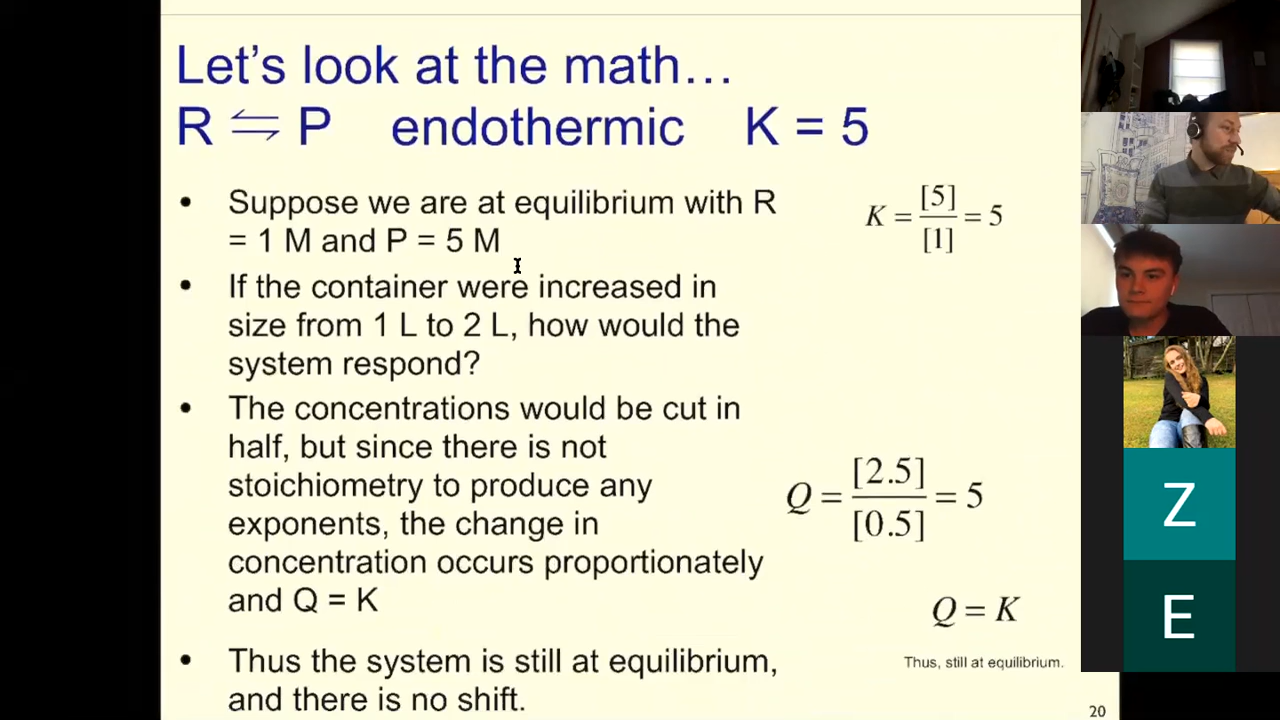 Let's look at the math…
R ⇋ P endothermic K = 5
• Suppose we are at equilibrium with R
= 1 M and P = 5 M
K = [5]/[1] = 5
• If the container were increased in
size from 1 L to 2 L, how would the
system respond?
• The concentrations would be cut in
half, but since there is not
stoichiometry to produce any
exponents, the change in
concentration occurs proportionately
and Q = K
Q = [2.5]/[0.5] = 5
Q = K
• Thus the system is still at equilibrium,
and there is no shift.
Thus, still at equilibrium.
20
Z
E